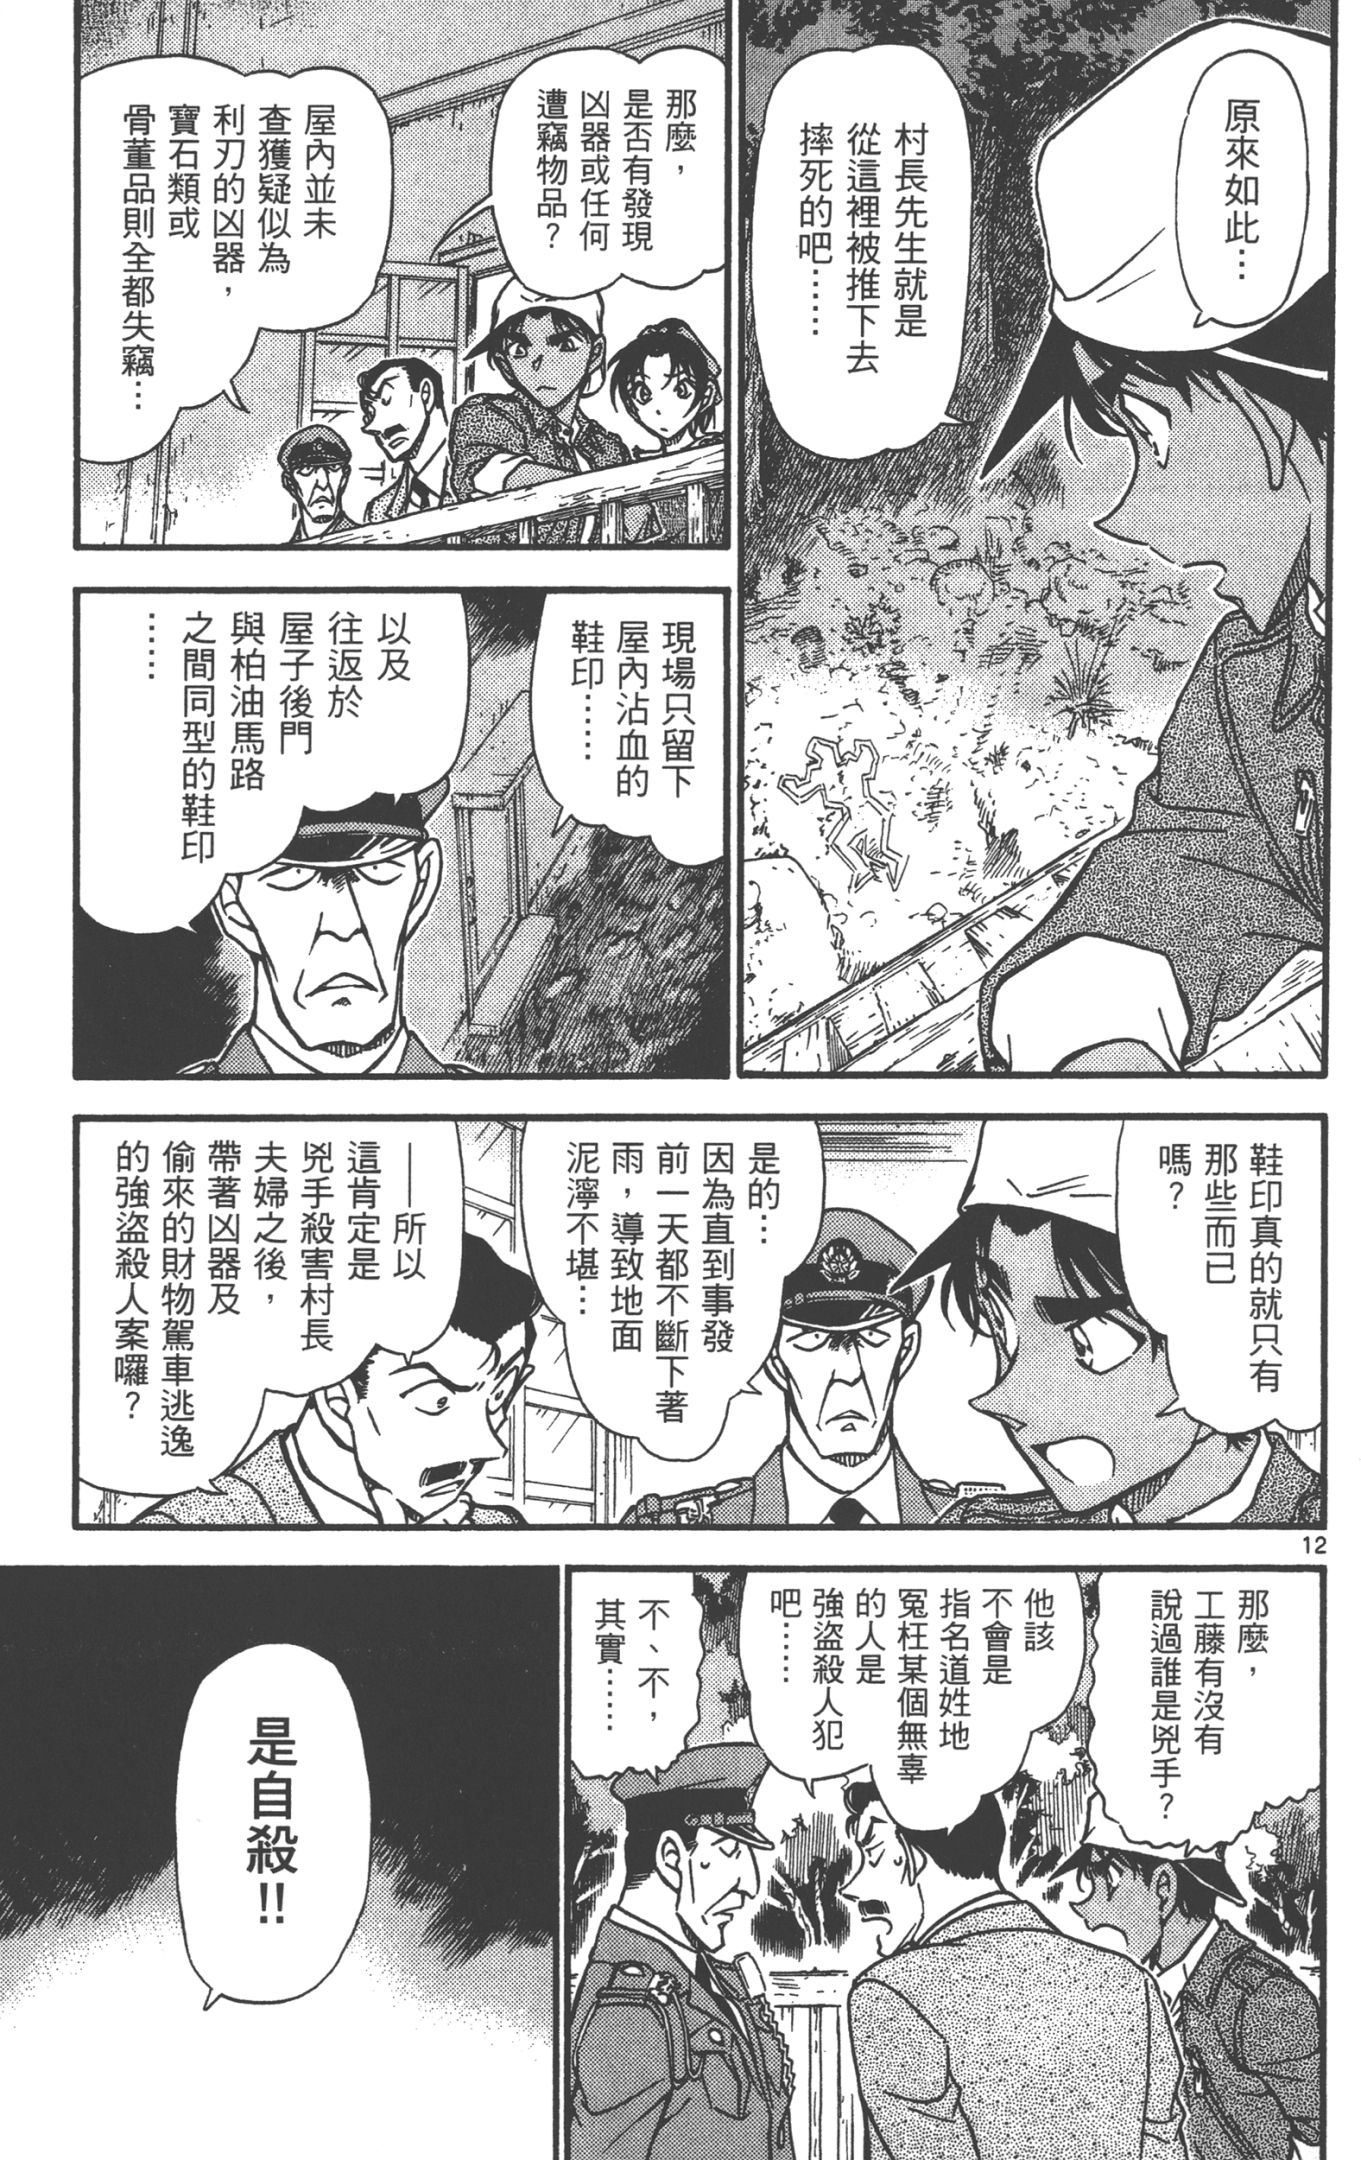 原來如此…
村長先生就是
從這裡被推下去
摔死的吧……
那麼，
是否有發現
凶器或任何
遭竊物品？
屋內並未
查獲疑似為
利刃的凶器，
寶石類或
骨董品則全都失竊…
現場只留下
屋內沾血的
鞋印……
以及
往返於
屋子後門
與柏油馬路
之間同型的鞋印
……
鞋印真的就只有
那些而已
嗎？
是的…
因為直到事發
前一天都不斷下著
雨，導致地面
泥濘不堪…
——所以
這肯定是
兇手殺害村長
夫婦之後，
帶著凶器及
偷來的財物駕車逃逸
的強盜殺人案囉？
12
那麼，
工藤有沒有
說過誰是兇手？
他該
不會是
指名道姓地
冤枉某個無辜
的人是
強盜殺人犯
吧……
不、不，
其實……
是自殺!!